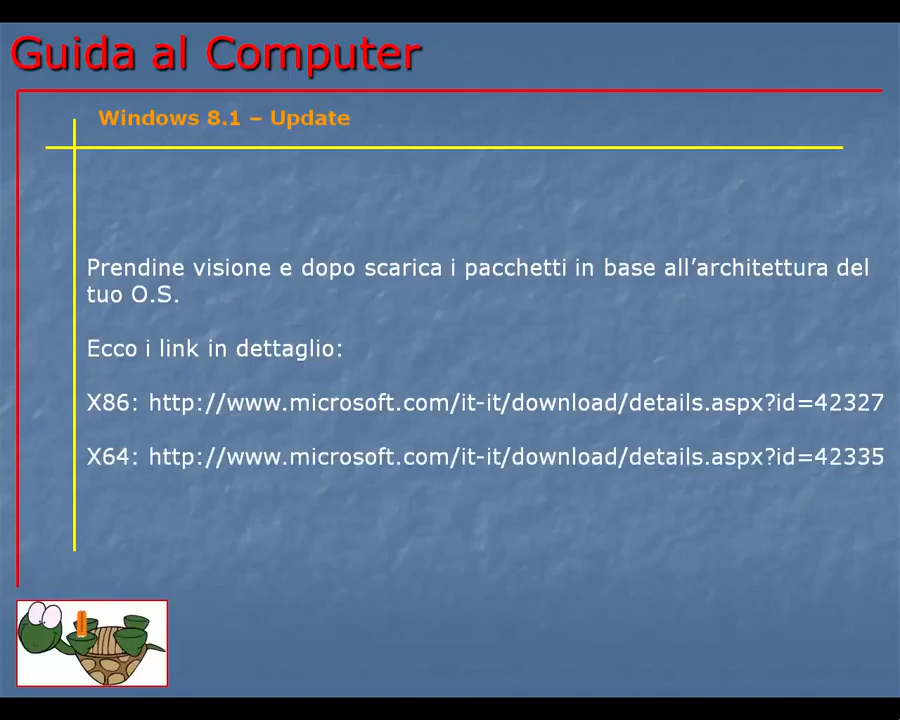 Guida al Computer
Windows 8.1 – Update
Prendine visione e dopo scarica i pacchetti in base all’architettura del
tuo O.S.
Ecco i link in dettaglio:
X86: http://www.microsoft.com/it-it/download/details.aspx?id=42327
X64: http://www.microsoft.com/it-it/download/details.aspx?id=42335